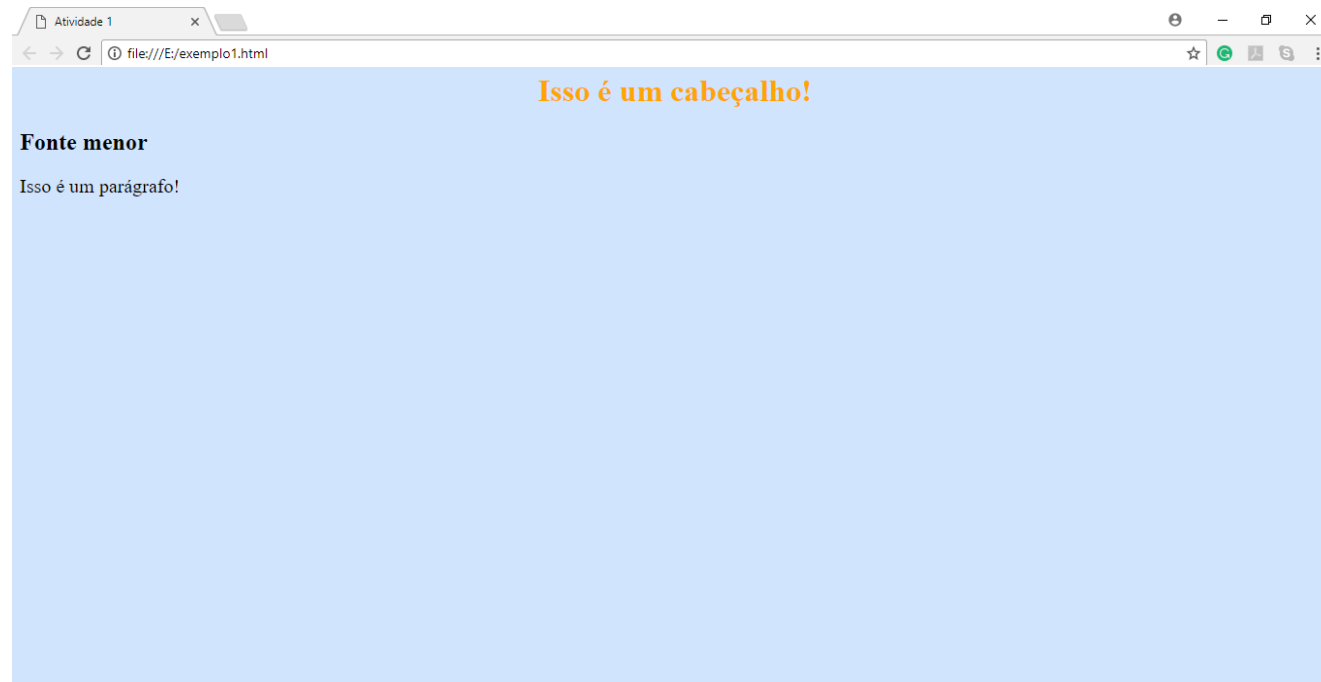 Atividade 1
file:///E:/exemplo1.html
Isso é um cabeçalho!
Fonte menor
Isso é um parágrafo!